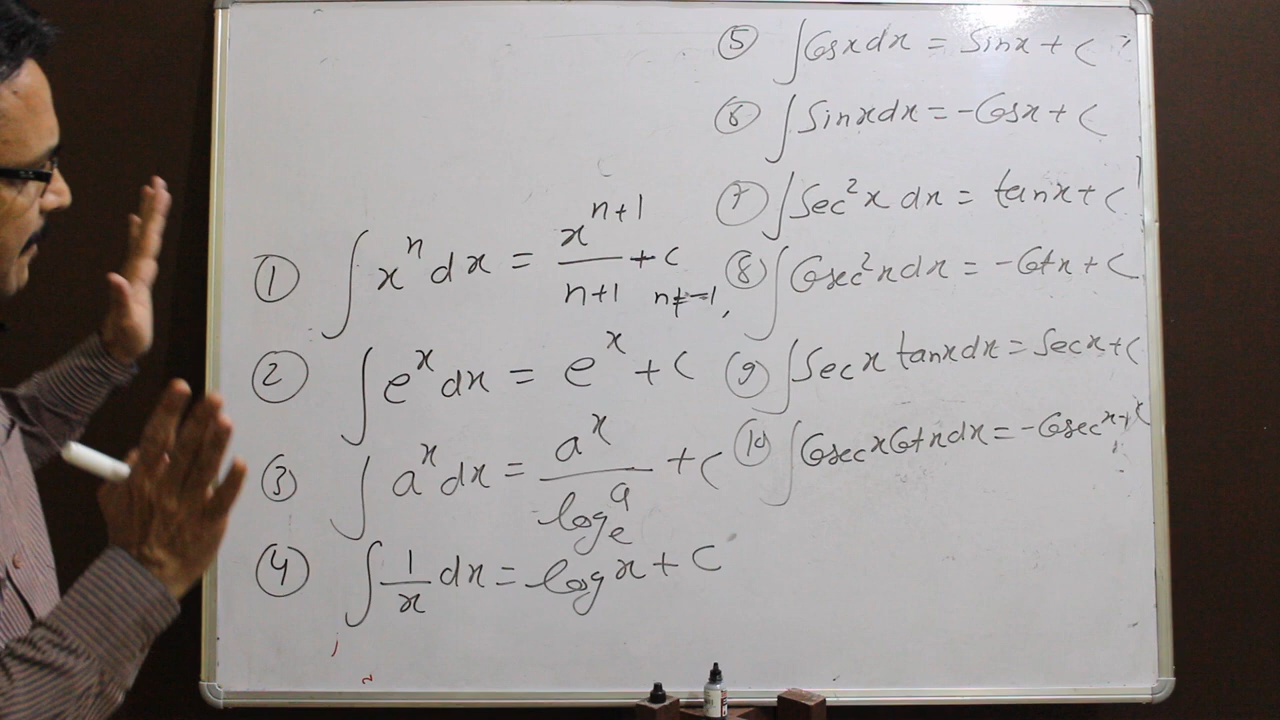 ① ∫ xⁿ dx = xⁿ⁺¹/n+1 + c n≠-1,
② ∫ eˣ dx = eˣ + c
③ ∫ aˣ dx = aˣ/logₑa + c
④ ∫ 1/x dx = log x + c
⑤ ∫ Cosx dx = Sinx + c
⑥ ∫ Sinx dx = -Cosx + c
⑦ ∫ Sec²x dx = tanx + c
⑧ ∫ Cosec²x dx = -Cotx + c
⑨ ∫ Secx tanx dx = Secx + c
⑩ ∫ Cosecx Cotx dx = -Cosecx + c